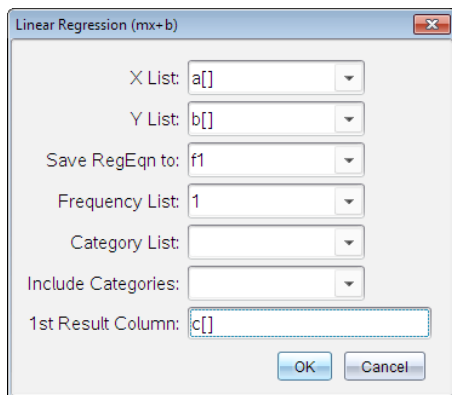 Linear Regression (mx+b)
X List: a[]
Y List: b[]
Save RegEqn to: f1
Frequency List: 1
Category List:
Include Categories:
1st Result Column: c[]
OK Cancel